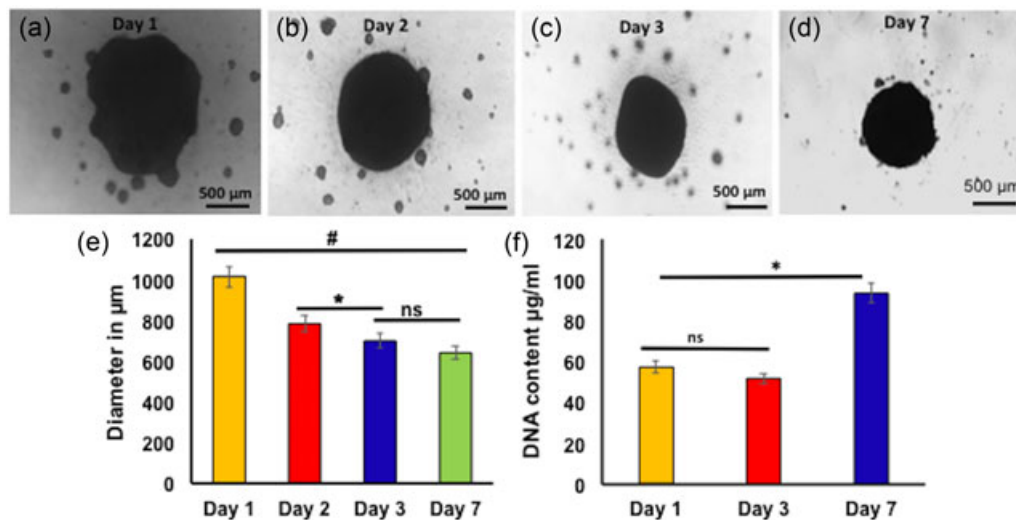 (a) Day 1
(b) Day 2
(c) Day 3
(d) Day 7
500 µm
500 µm
500 µm
500 µm
(e)
Diameter in µm
1200
1000
800
600
400
200
0
#
*
ns
Day 1 Day 2 Day 3 Day 7
(f)
DNA content µg/ml
120
100
80
60
40
20
0
*
ns
Day 1 Day 3 Day 7